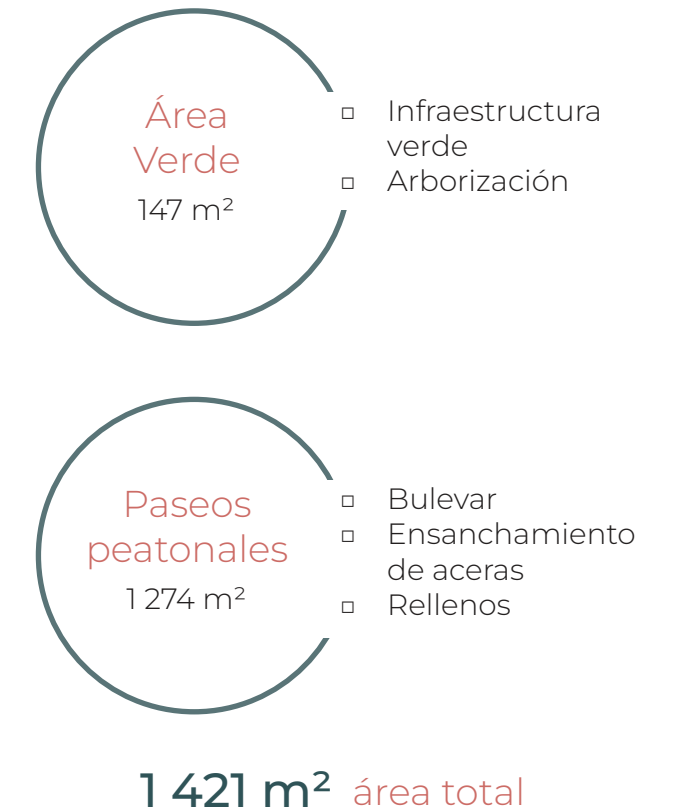 Área
Verde
147 m²
□ Infraestructura
verde
□ Arborización
Paseos
peatonales
1 274 m²
□ Bulevar
□ Ensanchamiento
de aceras
□ Rellenos
1 421 m² área total